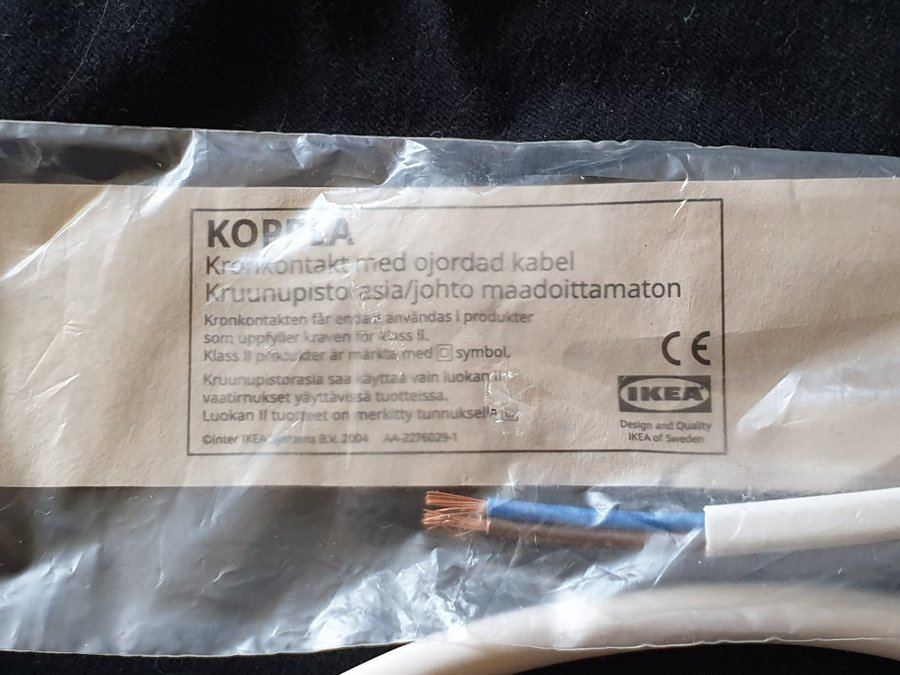 KOPPLA
Kronkontakt med ojordad kabel
Kruunupistorasia/johto maadoittamaton
Kronkontakten får endast användas i produkter
som uppfyller kraven för klass II.
Klass II produkter är märkta med symbol.
Kruunupistorasia saa käyttää vain luokan II
vaatimukset yäyttävissä tuotteissa.
Luokan II tuotteet on merkitty tunnuksella
©Inter IKEA Systems B.V. 2004 AA-2276029-1
CE
IKEA
Design and Quality
IKEA of Sweden